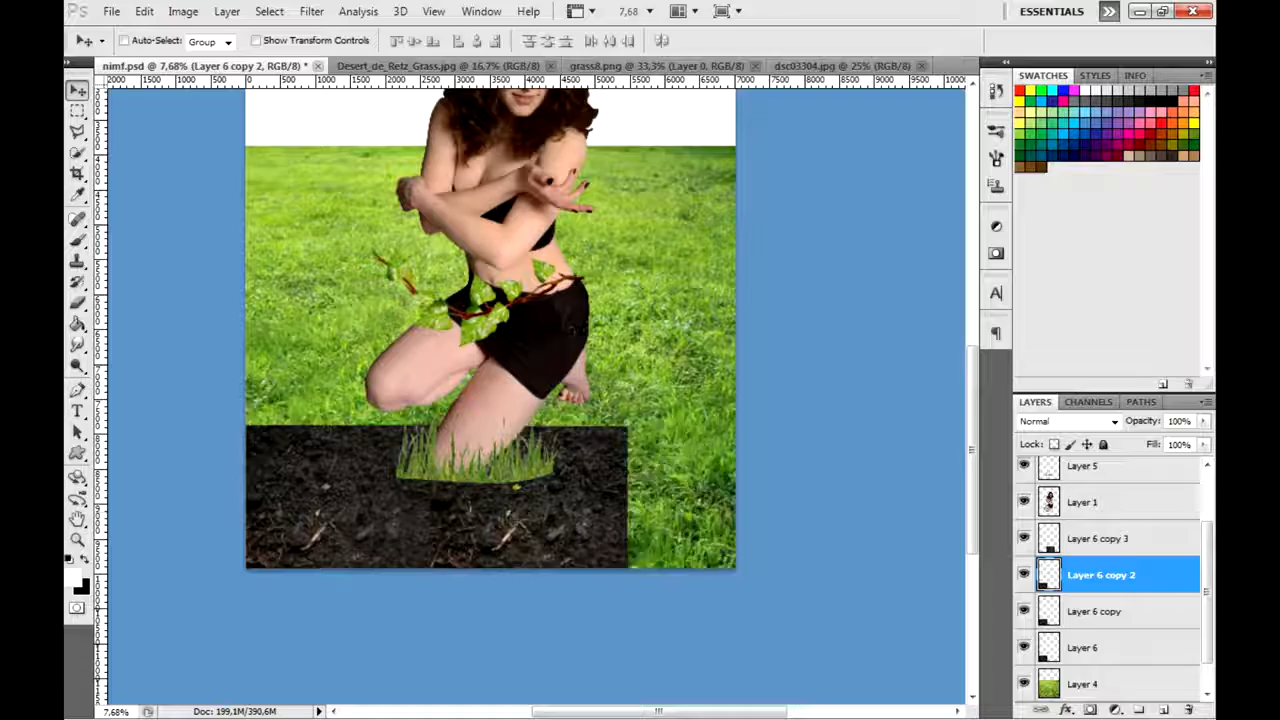 Ps File Edit Image Layer Select Filter Analysis 3D View Window Help 7,68 ESSENTIALS
Auto-Select: Group Show Transform Controls
nimf.psd @ 7,68% (Layer 6 copy 2, RGB/8) * Desert_de_Retz_Grass.jpg @ 16,7% (RGB/8) grass8.png @ 33,3% (Layer 0, RGB/8) dsc03304.jpg @ 25% (RGB/8)
2000 1500 1000 500 0 500 1000 1500 2000 2500 3000 3500 4000 4500 5000 5500 6000 6500 7000 7500 8000 8500 9000 9500 1000
SWATCHES STYLES INFO
LAYERS CHANNELS PATHS
Normal Opacity: 100%
Lock: Fill: 100%
Layer 5
Layer 1
Layer 6 copy 3
Layer 6 copy 2
Layer 6 copy
Layer 6
Layer 4
7,68% Doc: 199,1M/390,6M